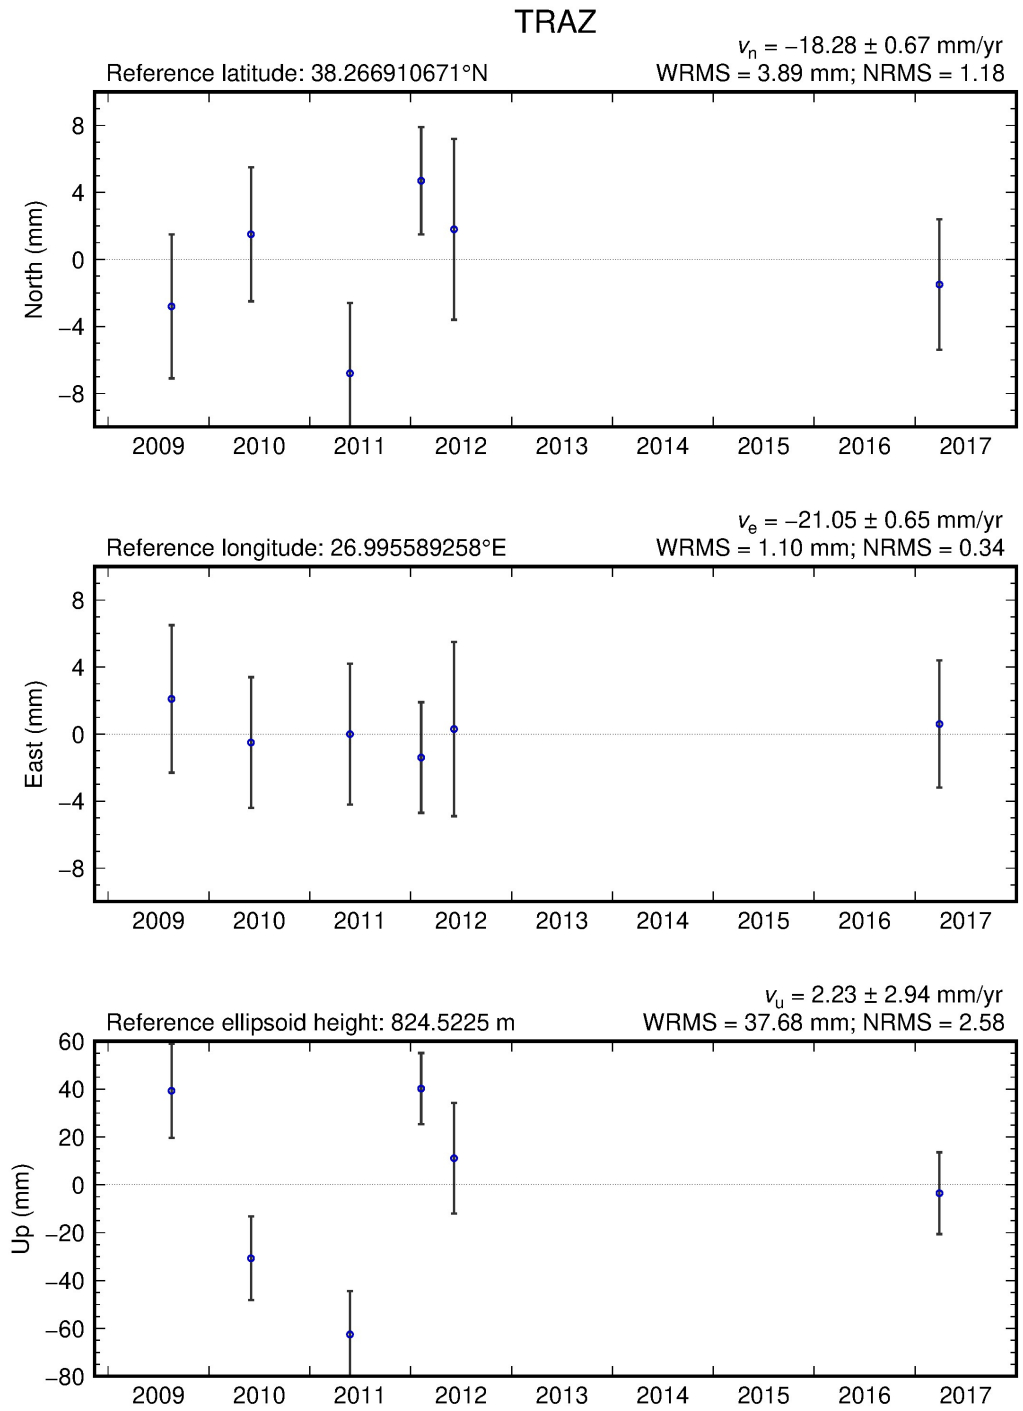 TRAZ
vn = −18.28 ± 0.67 mm/yr
Reference latitude: 38.266910671°N
WRMS = 3.89 mm; NRMS = 1.18
8
4
0
−4
−8
North (mm)
2009 2010 2011 2012 2013 2014 2015 2016 2017
ve = −21.05 ± 0.65 mm/yr
Reference longitude: 26.995589258°E
WRMS = 1.10 mm; NRMS = 0.34
8
4
0
−4
−8
East (mm)
2009 2010 2011 2012 2013 2014 2015 2016 2017
vu = 2.23 ± 2.94 mm/yr
Reference ellipsoid height: 824.5225 m
WRMS = 37.68 mm; NRMS = 2.58
60
40
20
0
−20
−40
−60
−80
Up (mm)
2009 2010 2011 2012 2013 2014 2015 2016 2017